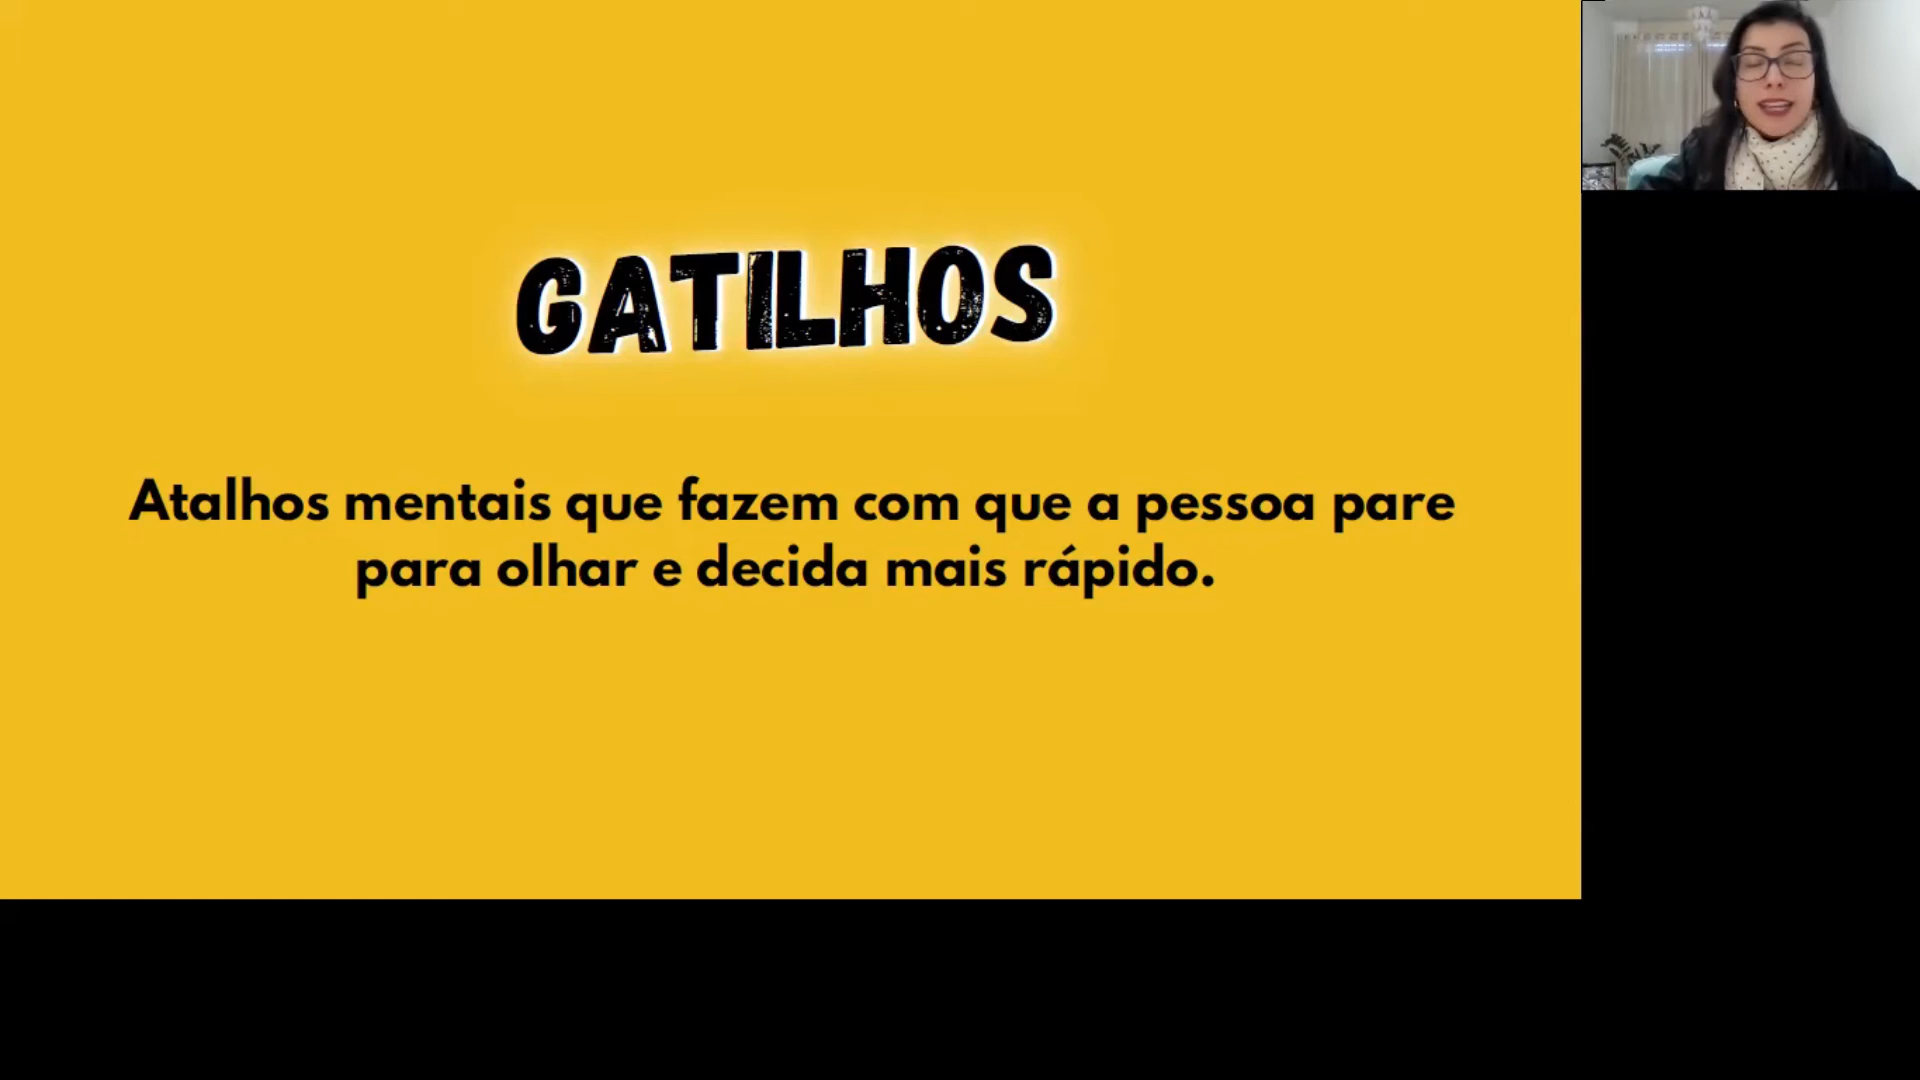 GATILHOS
Atalhos mentais que fazem com que a pessoa pare
para olhar e decida mais rápido.